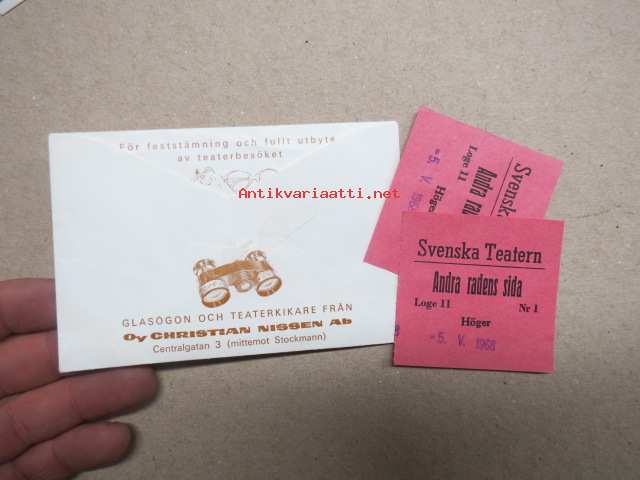 För feststämning och fullt utbyte
av teaterbesöket
Antikvariaatti.net
GLASÖGON OCH TEATERKIKARE FRÅN
Oy CHRISTIAN NISSEN Ab
Centralgatan 3 (mittemot Stockmann)
Svenska
Andra rad
Loge 11
Höger
-5. V. 1968
Svenska Teatern
Andra radens sida
Loge 11 Nr 1
Höger
-5. V. 1968